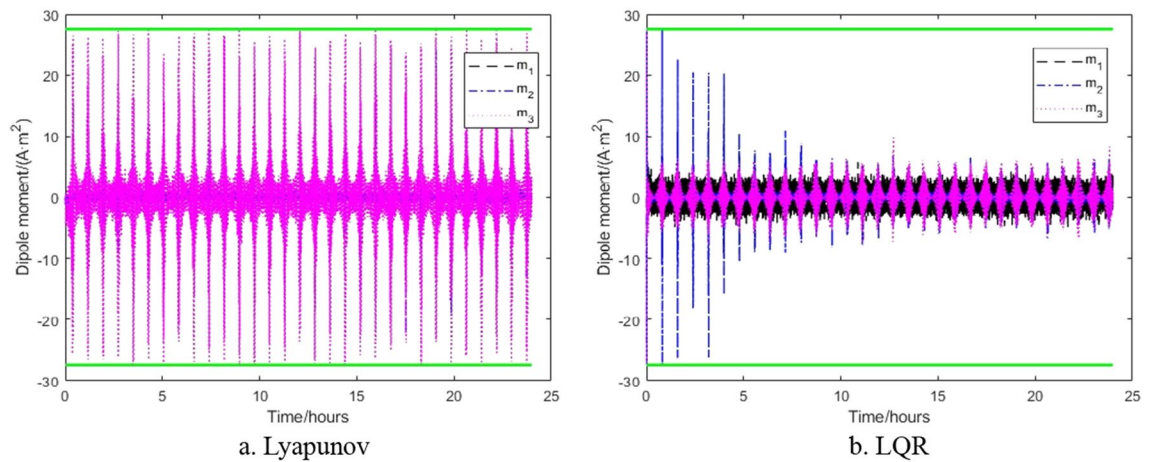 30
20
10
0
-10
-20
-30
Dipole moment/(A·m²)
m₁
m₂
m₃
0 5 10 15 20 25
Time/hours
a. Lyapunov
30
20
10
0
-10
-20
-30
Dipole moment/(A·m²)
m₁
m₂
m₃
0 5 10 15 20 25
Time/hours
b. LQR